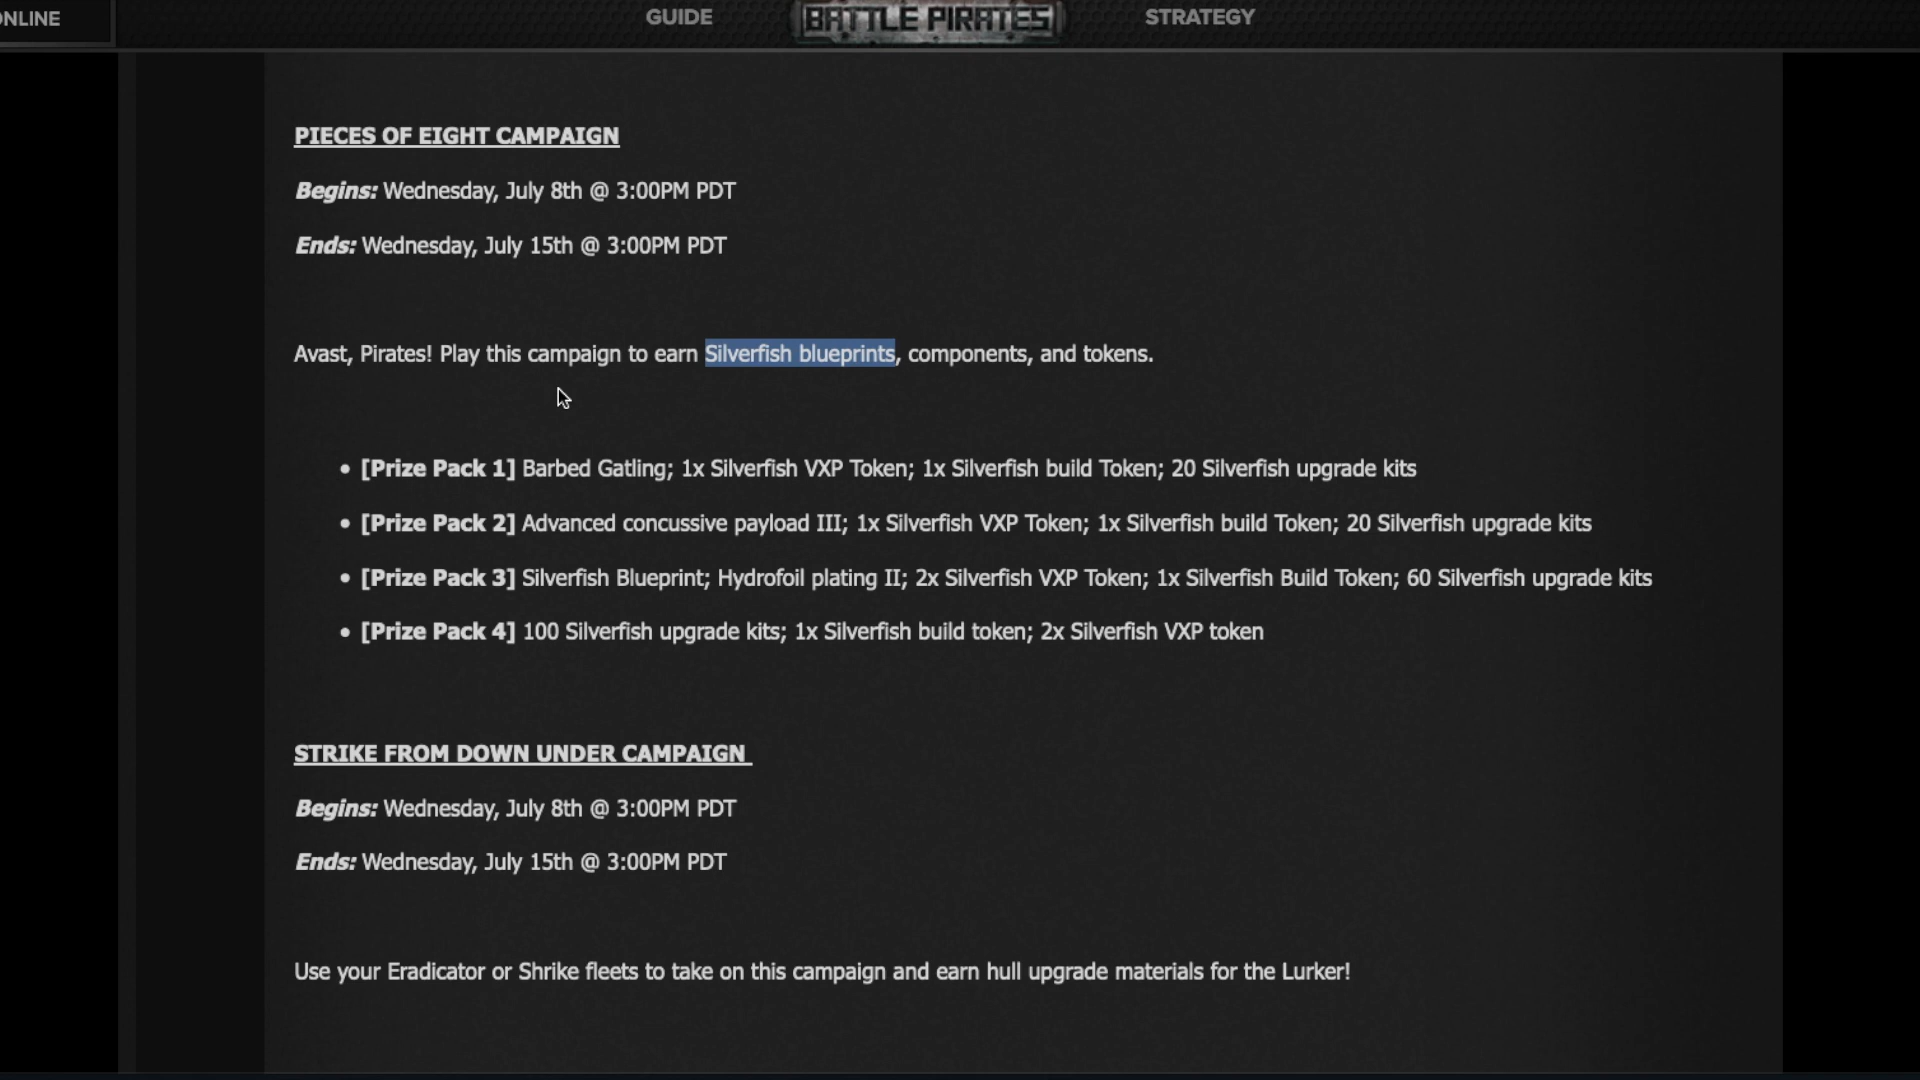 ONLINE
GUIDE
BATTLE PIRATES
STRATEGY
PIECES OF EIGHT CAMPAIGN
Begins: Wednesday, July 8th @ 3:00PM PDT
Ends: Wednesday, July 15th @ 3:00PM PDT
Avast, Pirates! Play this campaign to earn Silverfish blueprints, components, and tokens.
• [Prize Pack 1] Barbed Gatling; 1x Silverfish VXP Token; 1x Silverfish build Token; 20 Silverfish upgrade kits
• [Prize Pack 2] Advanced concussive payload III; 1x Silverfish VXP Token; 1x Silverfish build Token; 20 Silverfish upgrade kits
• [Prize Pack 3] Silverfish Blueprint; Hydrofoil plating II; 2x Silverfish VXP Token; 1x Silverfish Build Token; 60 Silverfish upgrade kits
• [Prize Pack 4] 100 Silverfish upgrade kits; 1x Silverfish build token; 2x Silverfish VXP token
STRIKE FROM DOWN UNDER CAMPAIGN
Begins: Wednesday, July 8th @ 3:00PM PDT
Ends: Wednesday, July 15th @ 3:00PM PDT
Use your Eradicator or Shrike fleets to take on this campaign and earn hull upgrade materials for the Lurker!